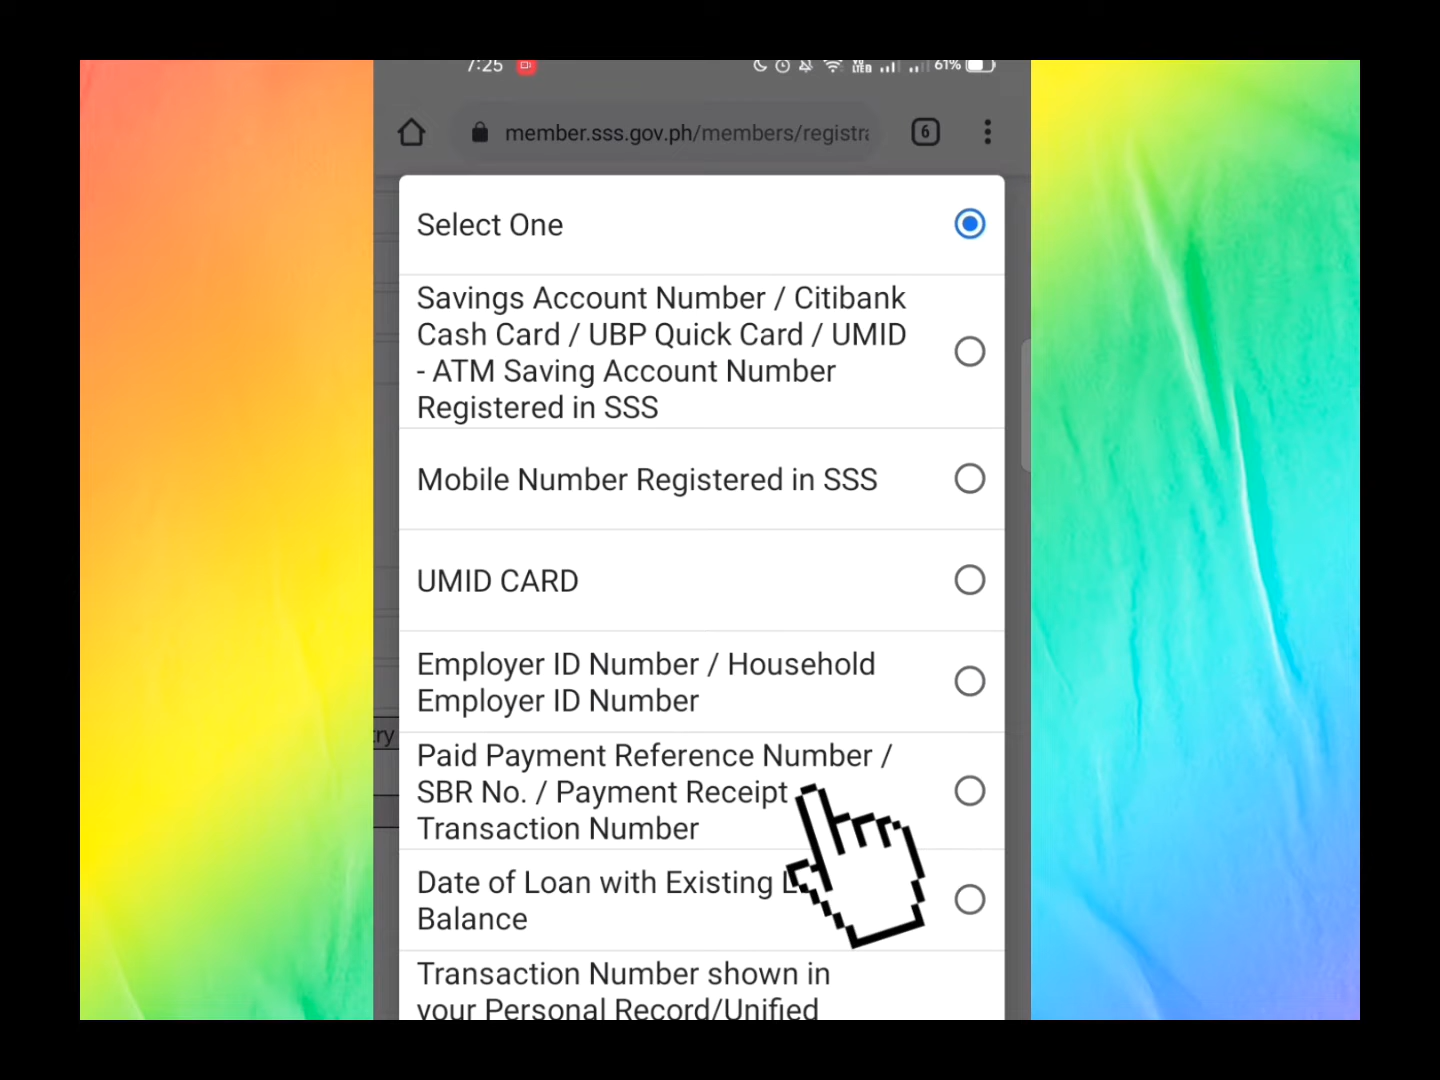 7:25
61%
member.sss.gov.ph/members/registra
6
Select One
Savings Account Number / Citibank
Cash Card / UBP Quick Card / UMID
- ATM Saving Account Number
Registered in SSS
Mobile Number Registered in SSS
UMID CARD
Employer ID Number / Household
Employer ID Number
try
Paid Payment Reference Number /
SBR No. / Payment Receipt
Transaction Number
Date of Loan with Existing
Balance
Transaction Number shown in
your Personal Record/Unified